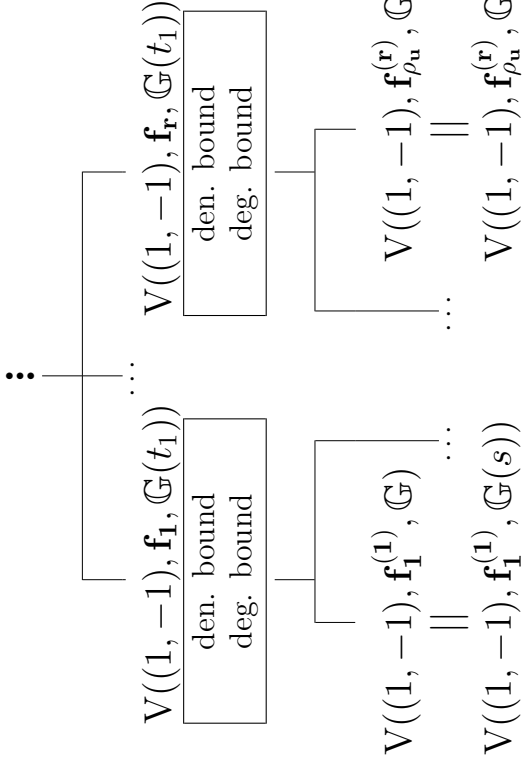 ⋯
V((1, −1), f₁, 𝔾(t₁))
den. bound
deg. bound
⋯
V((1, −1), fᵣ, 𝔾(t₁))
den. bound
deg. bound
V((1, −1), f₁^(1), 𝔾)
||
V((1, −1), f₁^(1), 𝔾(s))
⋯
⋯
V((1, −1), f_{ρ_u}^(r), 𝔾
||
V((1, −1), f_{ρ_u}^(r), 𝔾